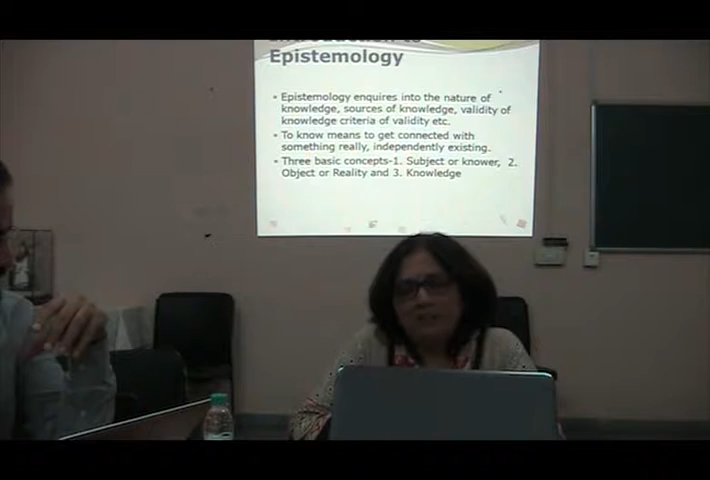 Introduction to
Epistemology
Epistemology enquires into the nature of
knowledge, sources of knowledge, validity of
knowledge criteria of validity etc.
To know means to get connected with
something really, independently existing.
Three basic concepts-1. Subject or knower, 2.
Object or Reality and 3. Knowledge